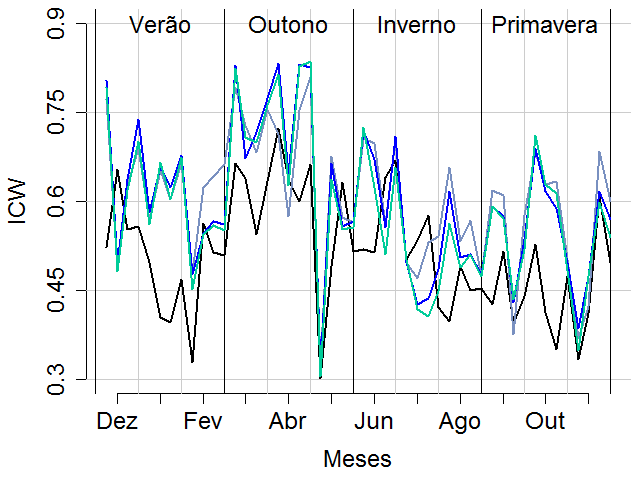 Verão Outono Inverno Primavera
0.9
0.75
0.6
0.45
0.3
ICW
Dez Fev Abr Jun Ago Out
Meses